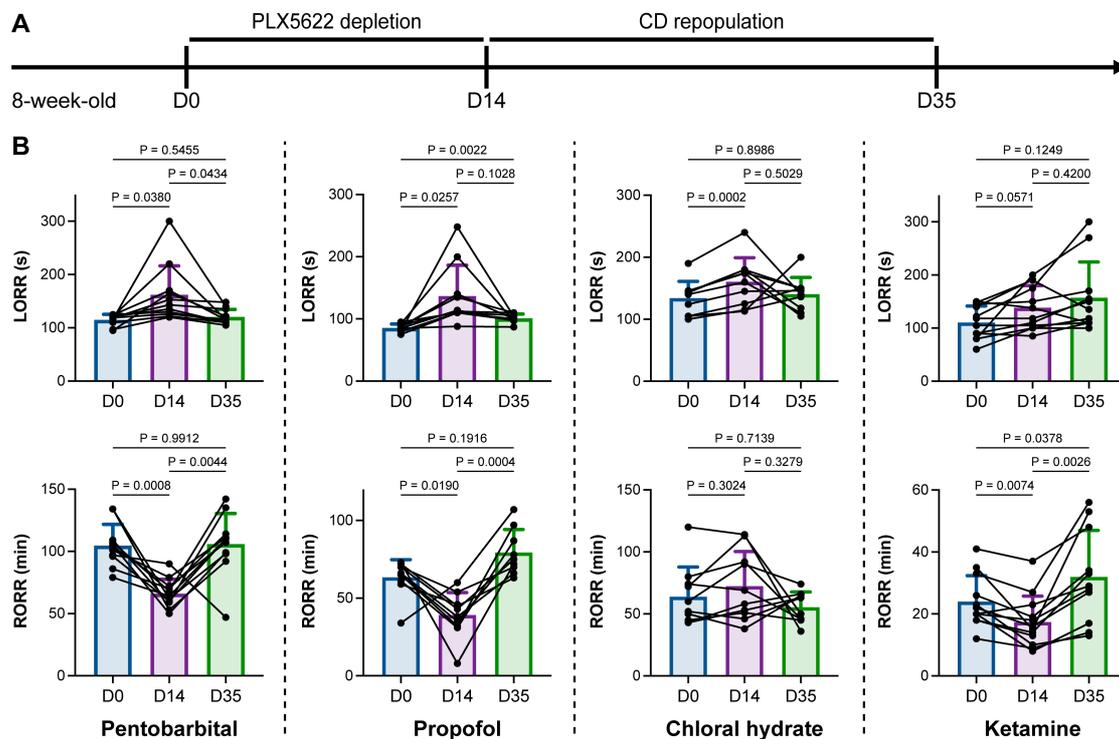 A
PLX5622 depletion
CD repopulation
8-week-old
D0
D14
D35
B
P = 0.5455
P = 0.0434
P = 0.0380
LORR (s)
300
200
100
0
D0 D14 D35
P = 0.0022
P = 0.1028
P = 0.0257
LORR (s)
300
200
100
0
D0 D14 D35
P = 0.8986
P = 0.5029
P = 0.0002
LORR (s)
300
200
100
0
D0 D14 D35
P = 0.1249
P = 0.4200
P = 0.0571
LORR (s)
300
200
100
0
D0 D14 D35
P = 0.9912
P = 0.0044
P = 0.0008
RORR (min)
150
100
50
0
D0 D14 D35
Pentobarbital
P = 0.1916
P = 0.0004
P = 0.0190
RORR (min)
100
50
0
D0 D14 D35
Propofol
P = 0.7139
P = 0.3279
P = 0.3024
RORR (min)
150
100
50
0
D0 D14 D35
Chloral hydrate
P = 0.0378
P = 0.0026
P = 0.0074
RORR (min)
60
40
20
0
D0 D14 D35
Ketamine